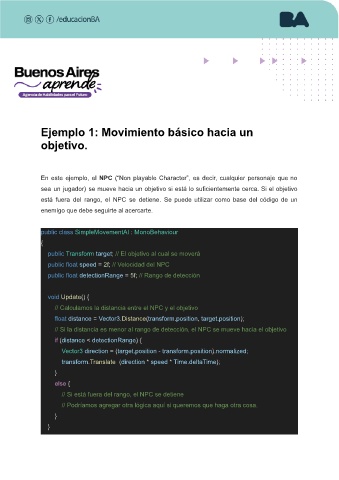 /educacionBA
BA
Buenos Aires
aprende
Agencia de Habilidades para el Futuro
Ejemplo 1: Movimiento básico hacia un
objetivo.
En este ejemplo, el NPC ("Non playable Character", es decir, cualquier personaje que no
sea un jugador) se mueve hacia un objetivo si está lo suficientemente cerca. Si el objetivo
está fuera del rango, el NPC se detiene. Se puede utilizar como base del código de un
enemigo que debe seguirte al acercarte.
public class SimpleMovementAI : MonoBehaviour
{
public Transform target; // El objetivo al cual se moverá
public float speed = 2f; // Velocidad del NPC
public float detectionRange = 5f; // Rango de detección
void Update() {
// Calculamos la distancia entre el NPC y el objetivo
float distance = Vector3.Distance(transform.position, target.position);
// Si la distancia es menor al rango de detección, el NPC se mueve hacia el objetivo
if (distance < detectionRange) {
Vector3 direction = (target.position - transform.position).normalized;
transform.Translate (direction * speed * Time.deltaTime);
}
else {
// Si está fuera del rango, el NPC se detiene
// Podríamos agregar otra lógica aquí si queremos que haga otra cosa.
}
}